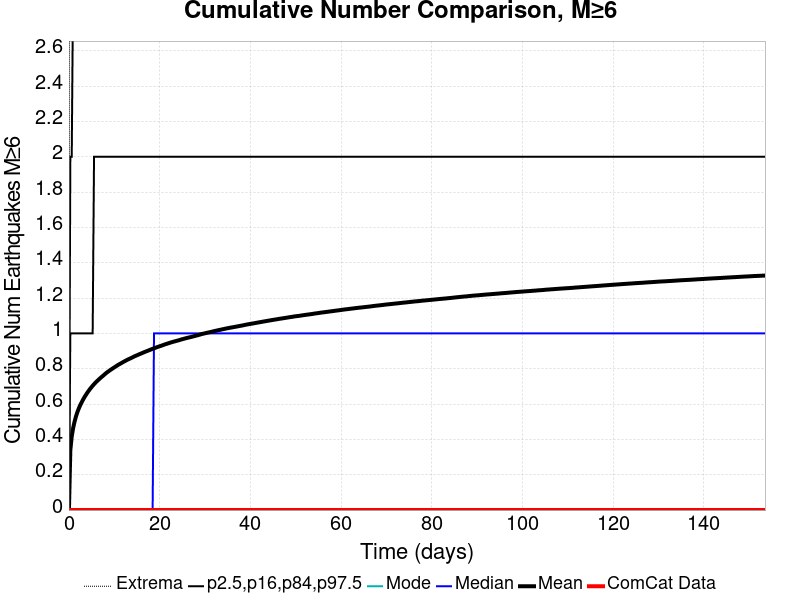 Cumulative Number Comparison, M≥6
Cumulative Num Earthquakes M≥6
2.6
2.4
2.2
2
1.8
1.6
1.4
1.2
1
0.8
0.6
0.4
0.2
0
0 20 40 60 80 100 120 140
Time (days)
Extrema p2.5,p16,p84,p97.5 Mode Median Mean ComCat Data